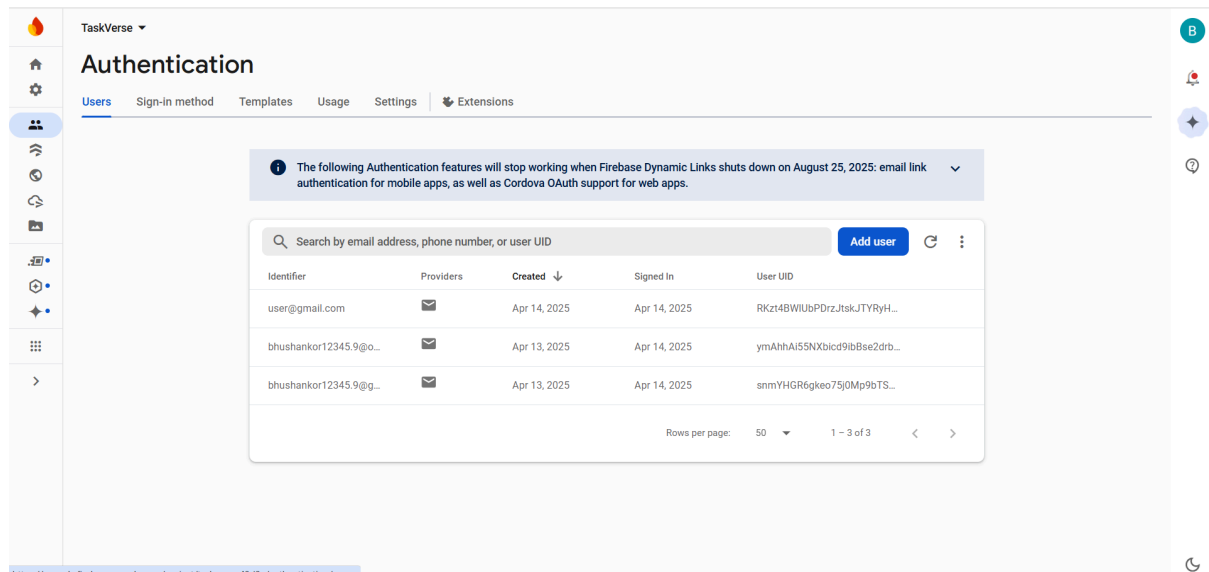 TaskVerse
B
Authentication
Users Sign-in method Templates Usage Settings Extensions
The following Authentication features will stop working when Firebase Dynamic Links shuts down on August 25, 2025: email link
authentication for mobile apps, as well as Cordova OAuth support for web apps.
Search by email address, phone number, or user UID Add user
Identifier Providers Created Signed In User UID
user@gmail.com Apr 14, 2025 Apr 14, 2025 RKzt4BWlUbPDrzJtskJTYRyH...
bhushankor12345.9@o... Apr 13, 2025 Apr 14, 2025 ymAhhAi55NXbicd9ibBse2drb...
bhushankor12345.9@g... Apr 13, 2025 Apr 14, 2025 snmYHGR6gkeo75j0Mp9bTS...
Rows per page: 50 1 – 3 of 3